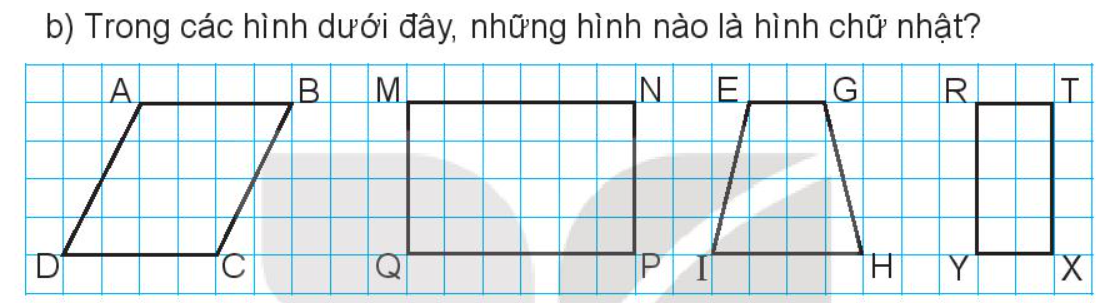 b) Trong các hình dưới đây, những hình nào là hình chữ nhật?
A B M N E G R T
D C Q P I H Y X